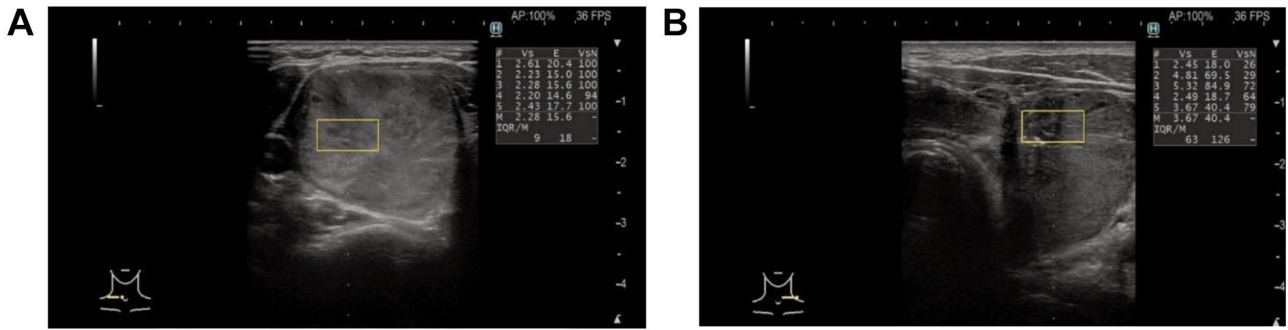 A
AP:100% 36 FPS
H
# Vs E VsN
1 2.61 20.4 100
2 2.23 15.0 100
3 2.28 15.6 100
4 2.20 14.6 94
5 2.43 17.7 100
M 2.28 15.6 -
IQR/M
9 18 -
-1
-2
-3
-4
B
AP:100% 36 FPS
H
# Vs E VsN
1 2.45 18.0 26
2 4.81 69.5 29
3 5.32 84.9 72
4 2.49 18.7 64
5 3.67 40.4 79
M 3.67 40.4 -
IQR/M
63 126 -
-1
-2
-3
-4